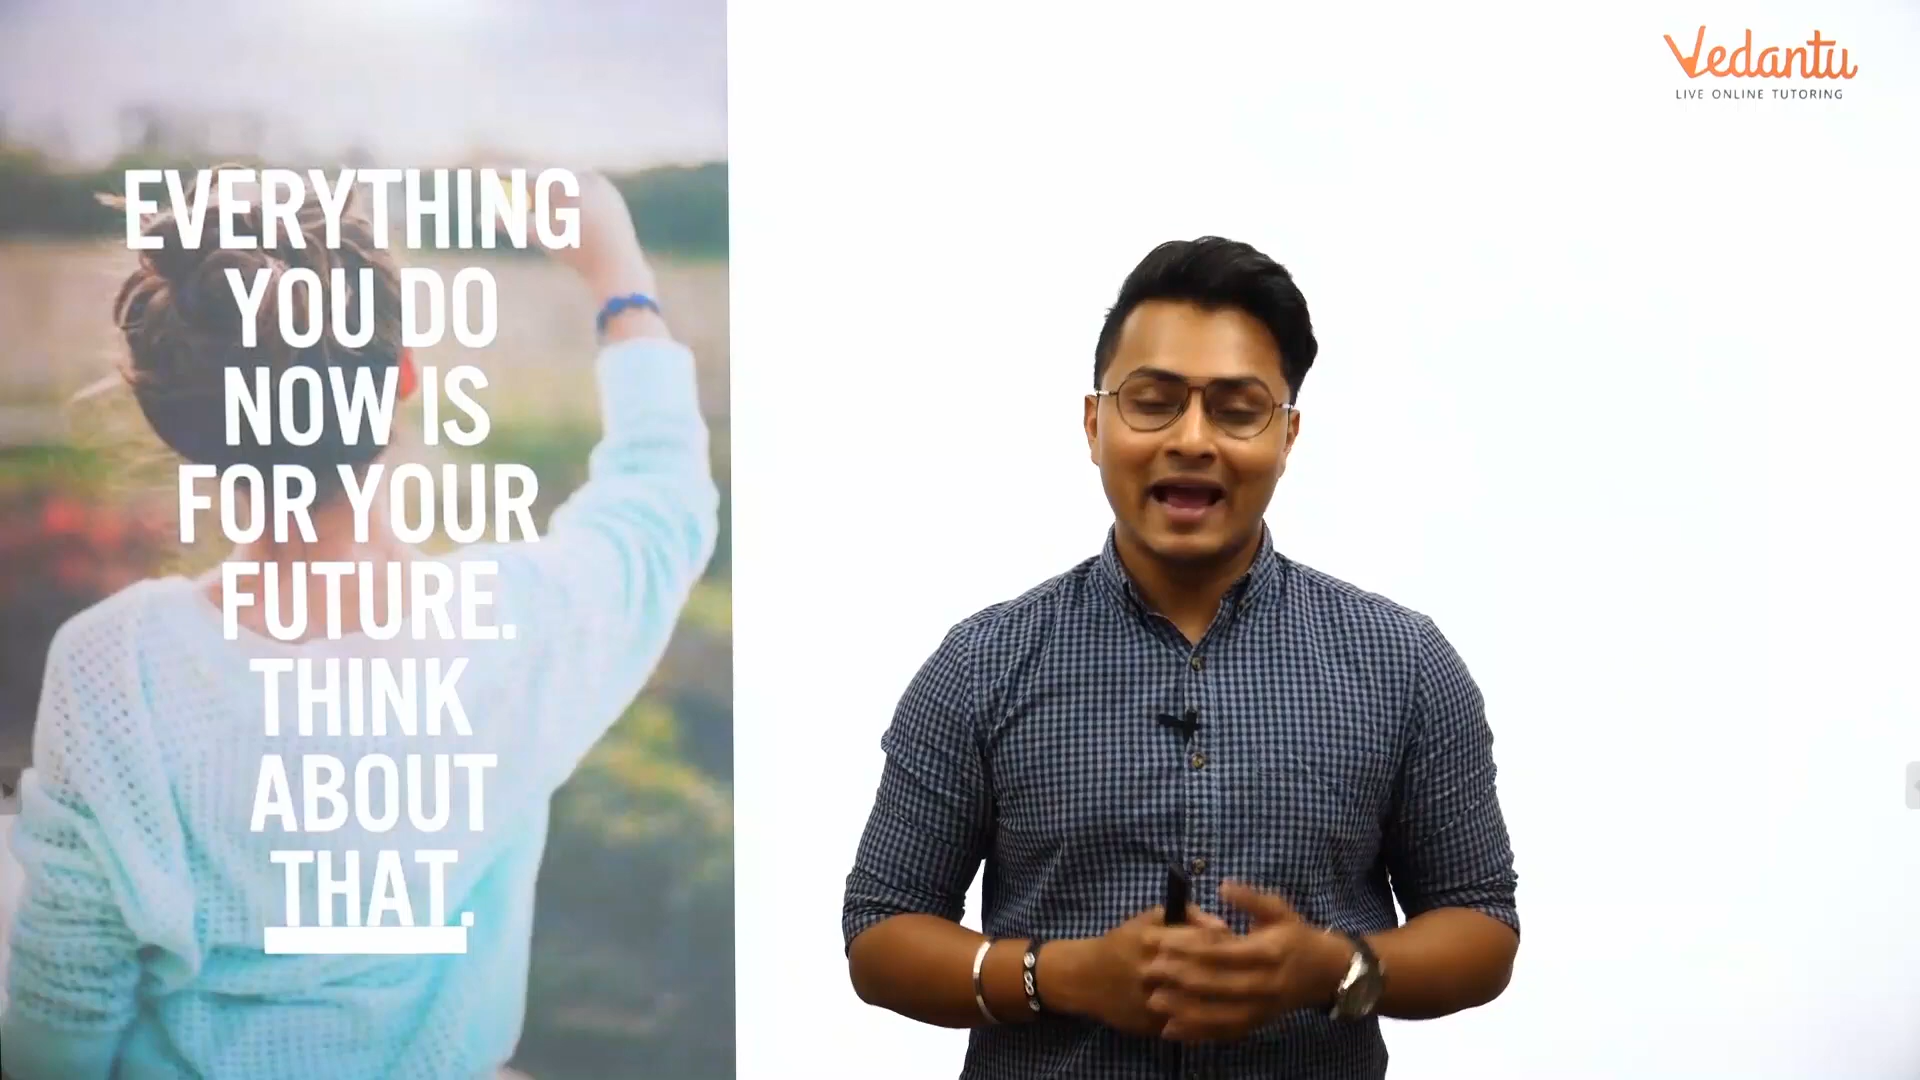 EVERYTHING
YOU DO
NOW IS
FOR YOUR
FUTURE.
THINK
ABOUT
THAT.
Vedantu
LIVE ONLINE TUTORING